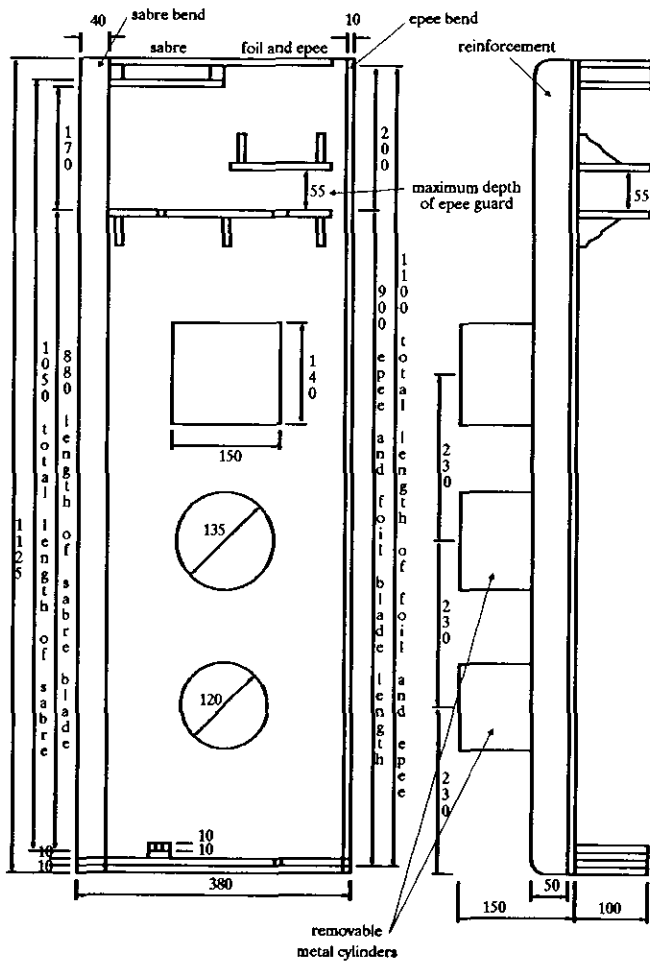 40
sabre bend
10
epee bend
sabre
foil and epee
reinforcement
170
200
55
maximum depth
of epee guard
55
1125
1050 total length of sabre
880 length of sabre blade
140
150
900 epee and foil blade length
1100 total length of foil and epee
230
135
230
120
230
10
10
10
10
380
50
150
100
removable
metal cylinders